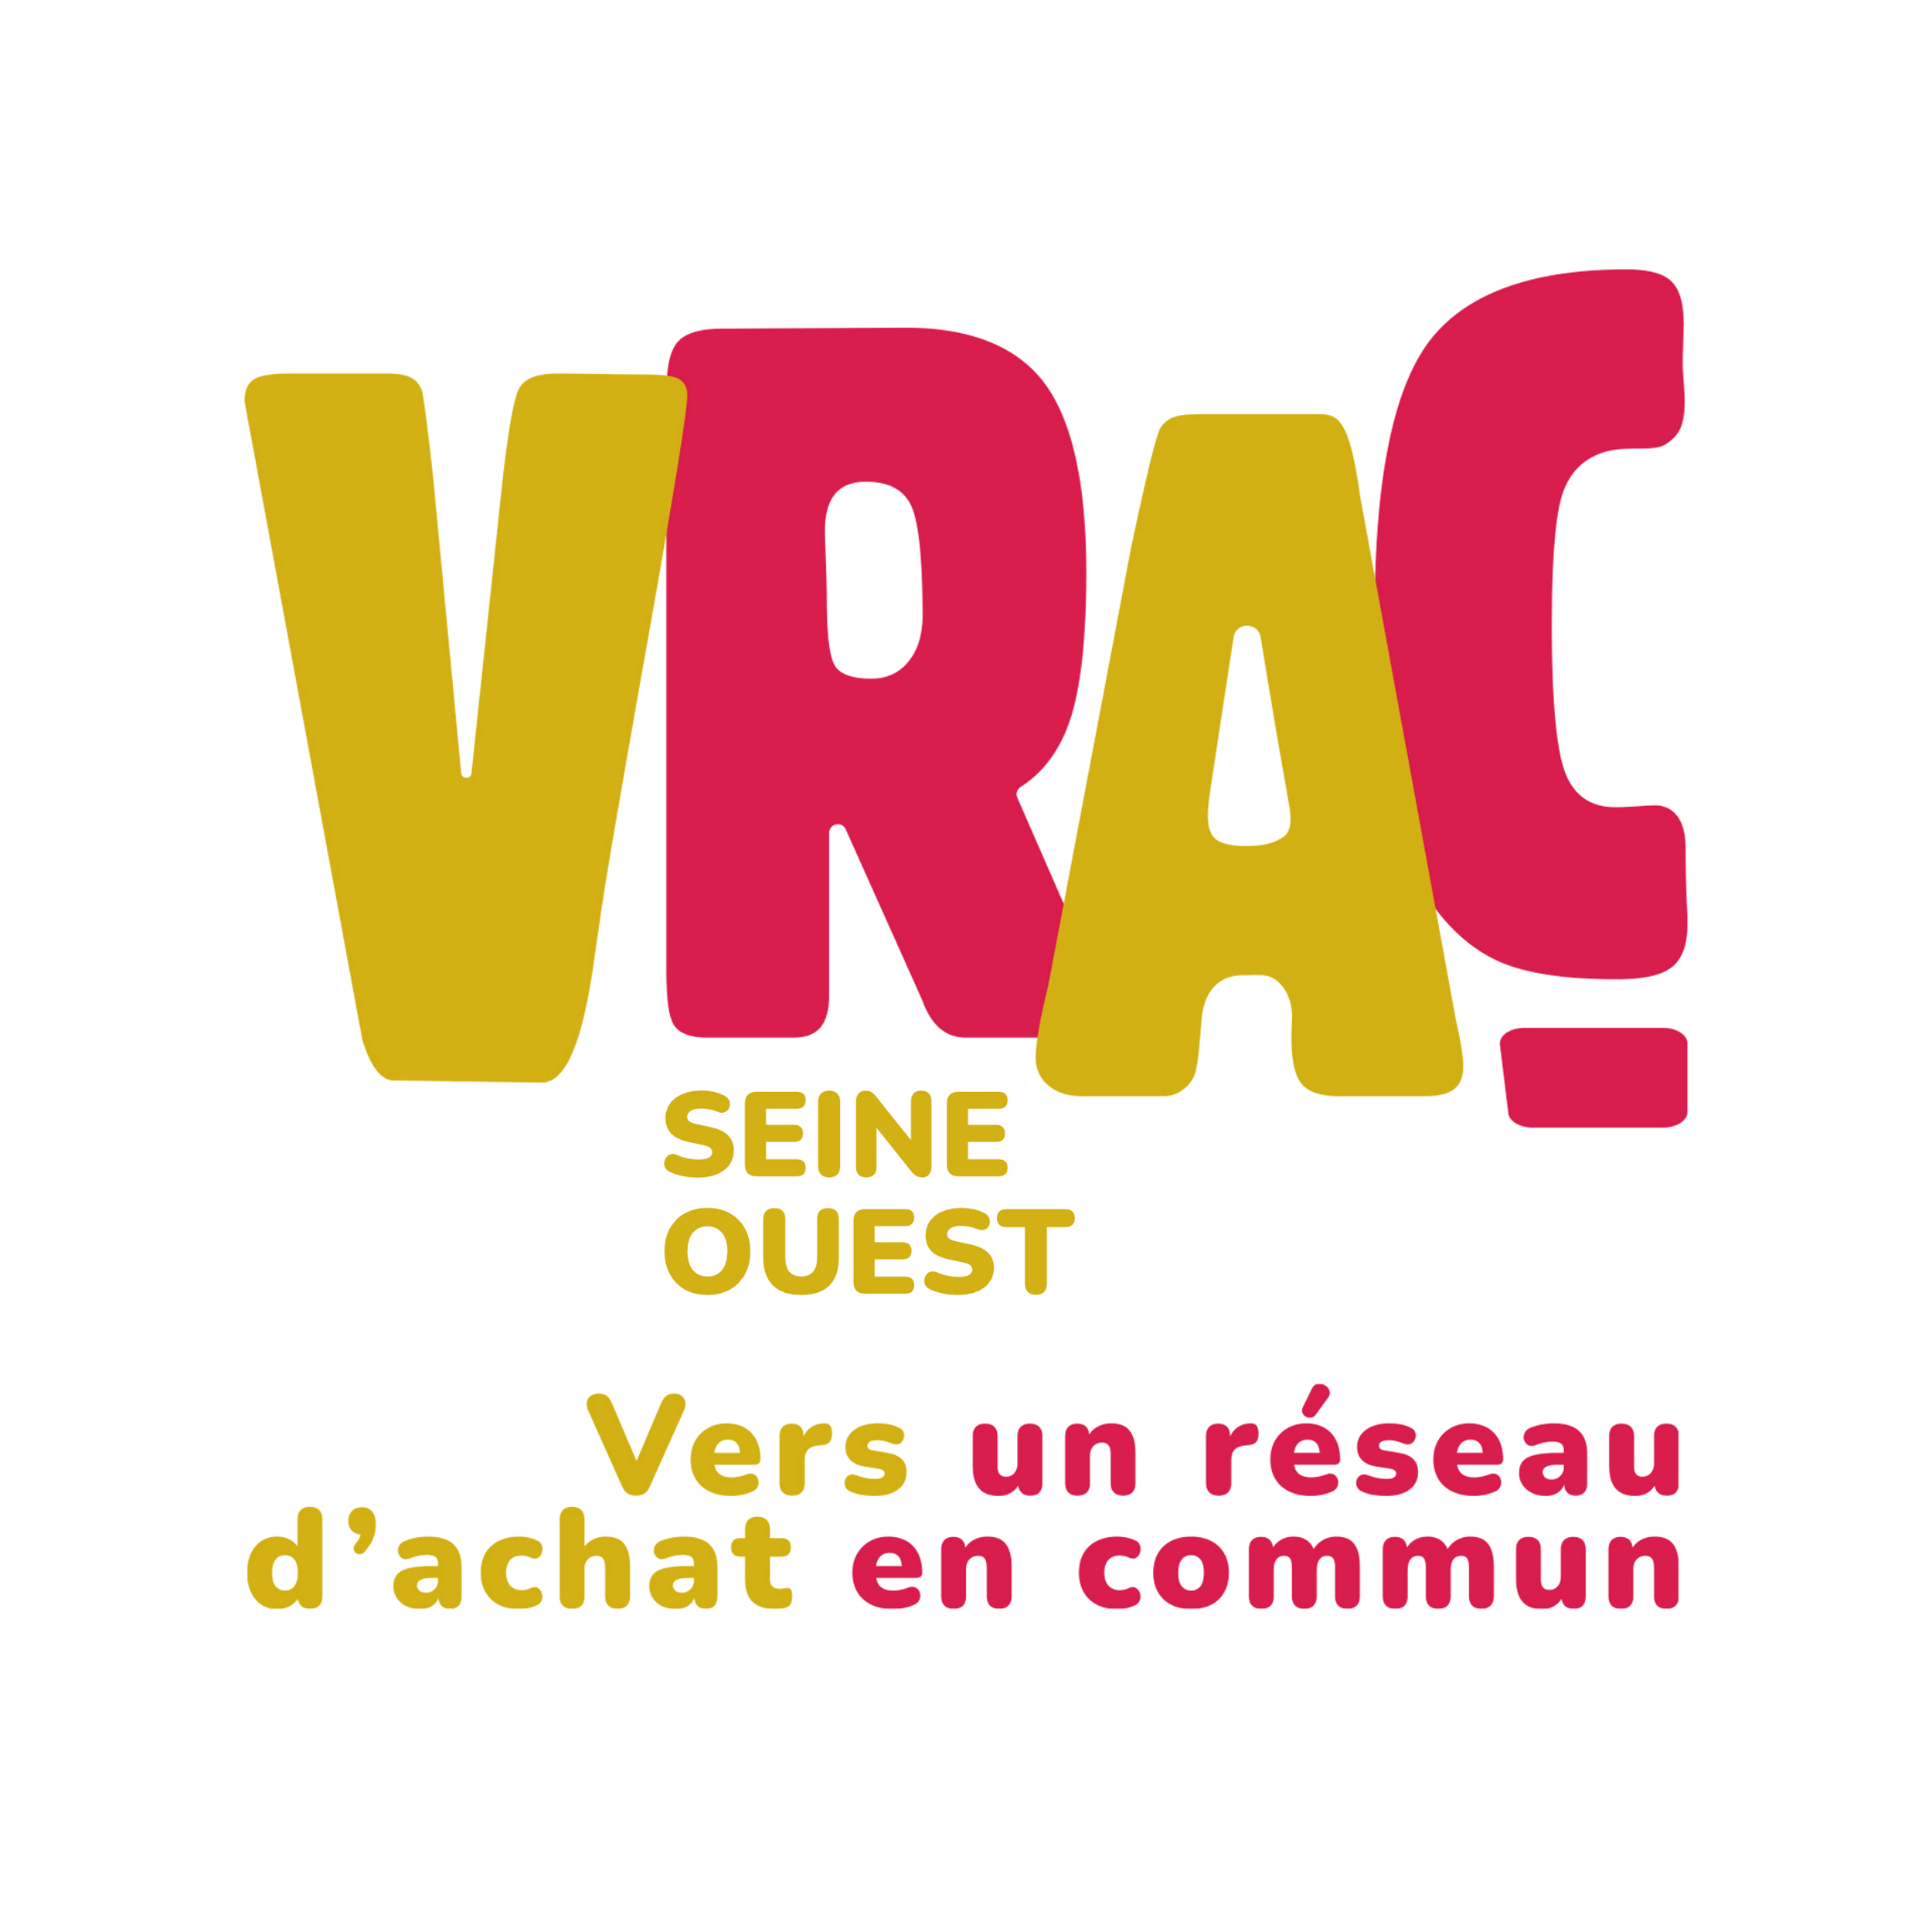 VRAC
SEINE
OUEST
Vers un réseau
d'achat en commun